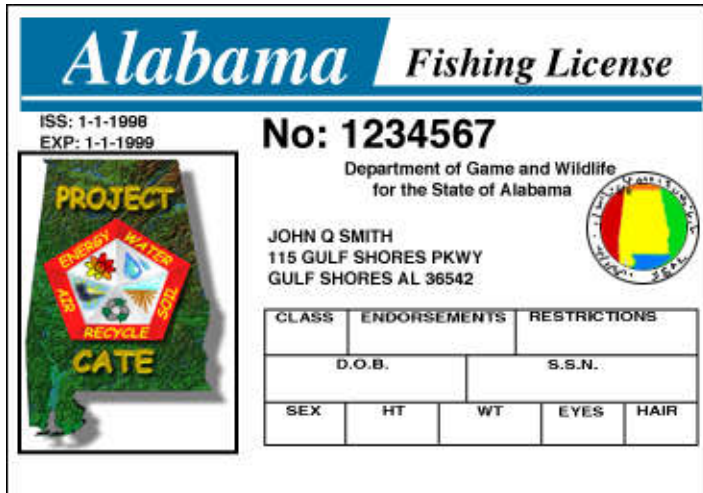 Alabama Fishing License
ISS: 1-1-1998
EXP: 1-1-1999
No: 1234567
Department of Game and Wildlife
for the State of Alabama
JOHN Q SMITH
115 GULF SHORES PKWY
GULF SHORES AL 36542
PROJECT
ENERGY WATER
AIR SOIL
RECYCLE
CATE
CLASS ENDORSEMENTS RESTRICTIONS
D.O.B. S.S.N.
SEX HT WT EYES HAIR